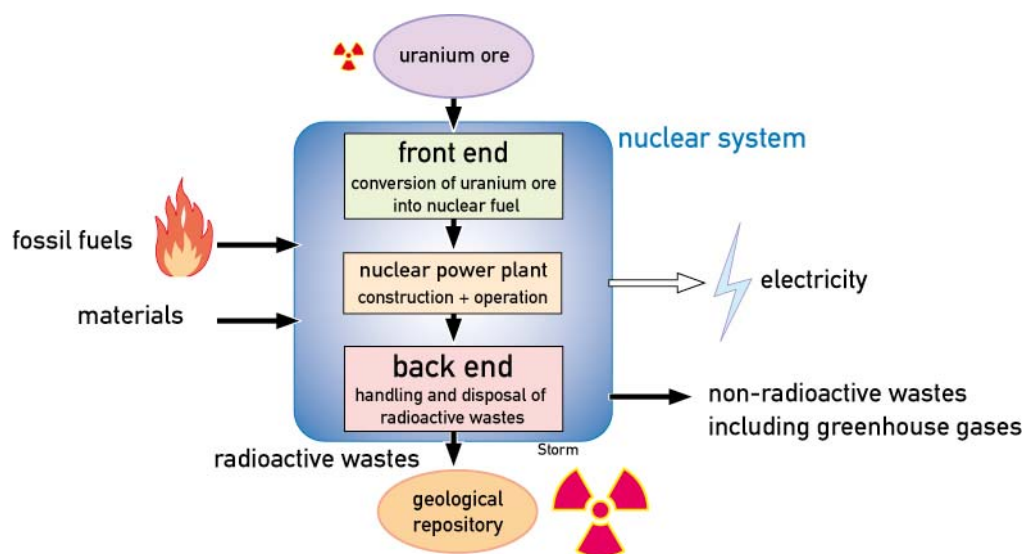 uranium ore
nuclear system
front end
conversion of uranium ore
into nuclear fuel
fossil fuels
nuclear power plant
construction + operation
electricity
materials
back end
handling and disposal of
radioactive wastes
non-radioactive wastes
including greenhouse gases
Storm
radioactive wastes
geological
repository